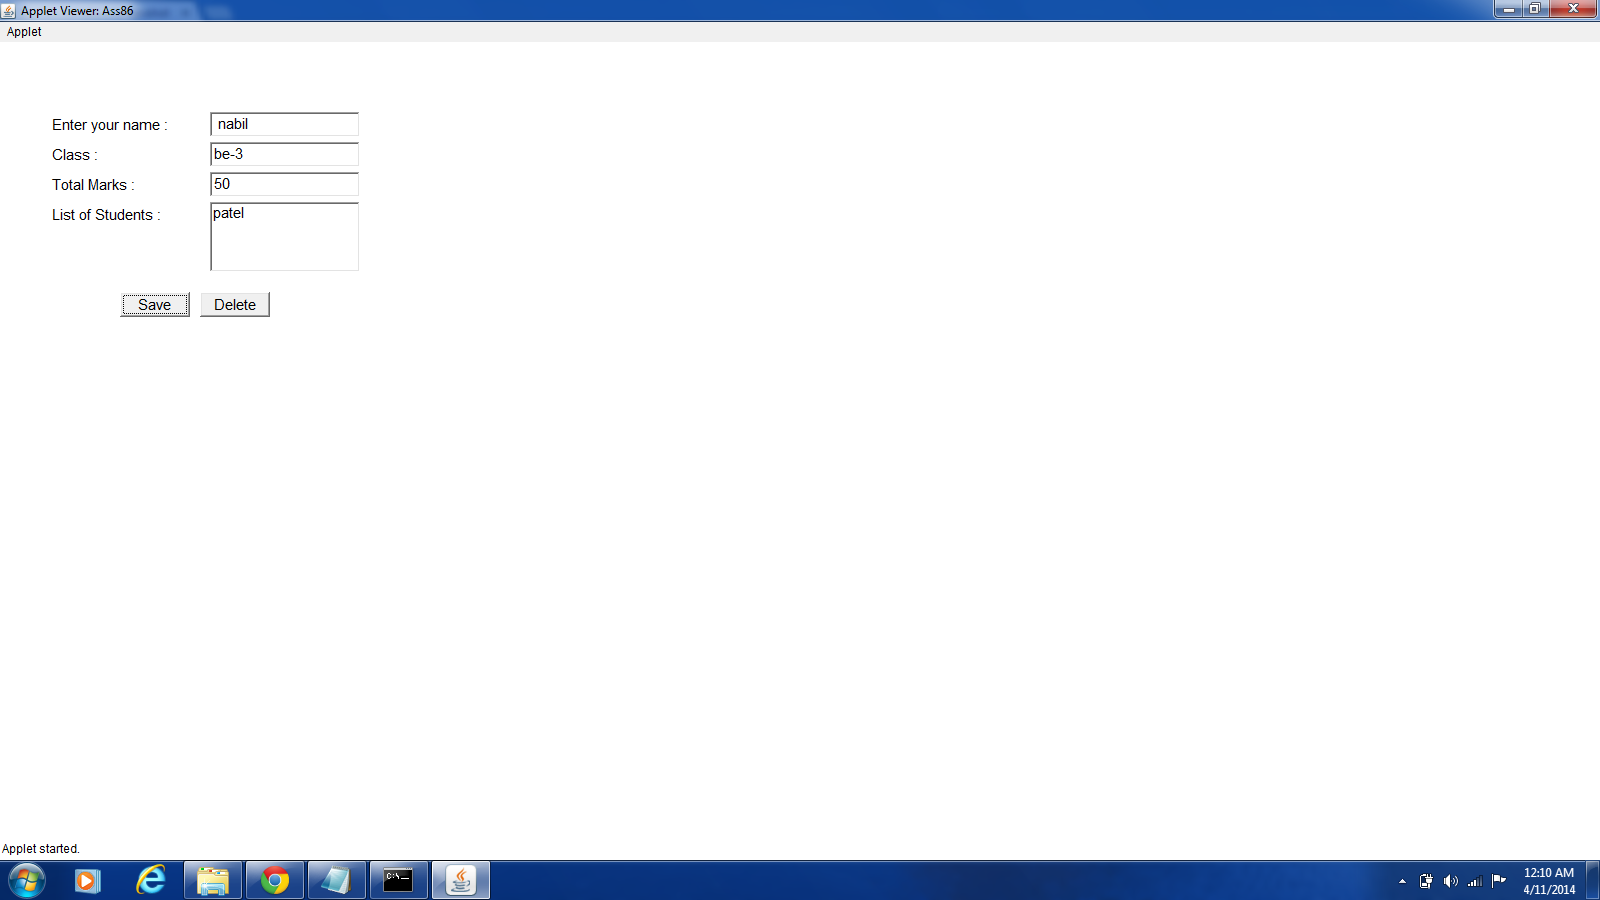 Applet Viewer: Ass86
Applet
Enter your name : nabil
Class : be-3
Total Marks : 50
List of Students : patel
Save Delete
Applet started.
12:10 AM
4/11/2014